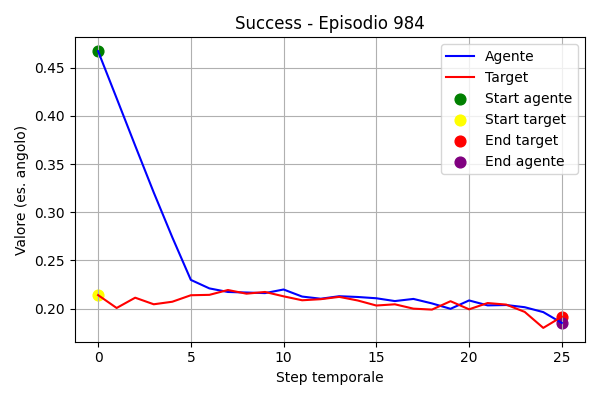 Success - Episodio 984
Valore (es. angolo)
0.45
0.40
0.35
0.30
0.25
0.20
Agente
Target
Start agente
Start target
End target
End agente
0
5
10
15
20
25
Step temporale